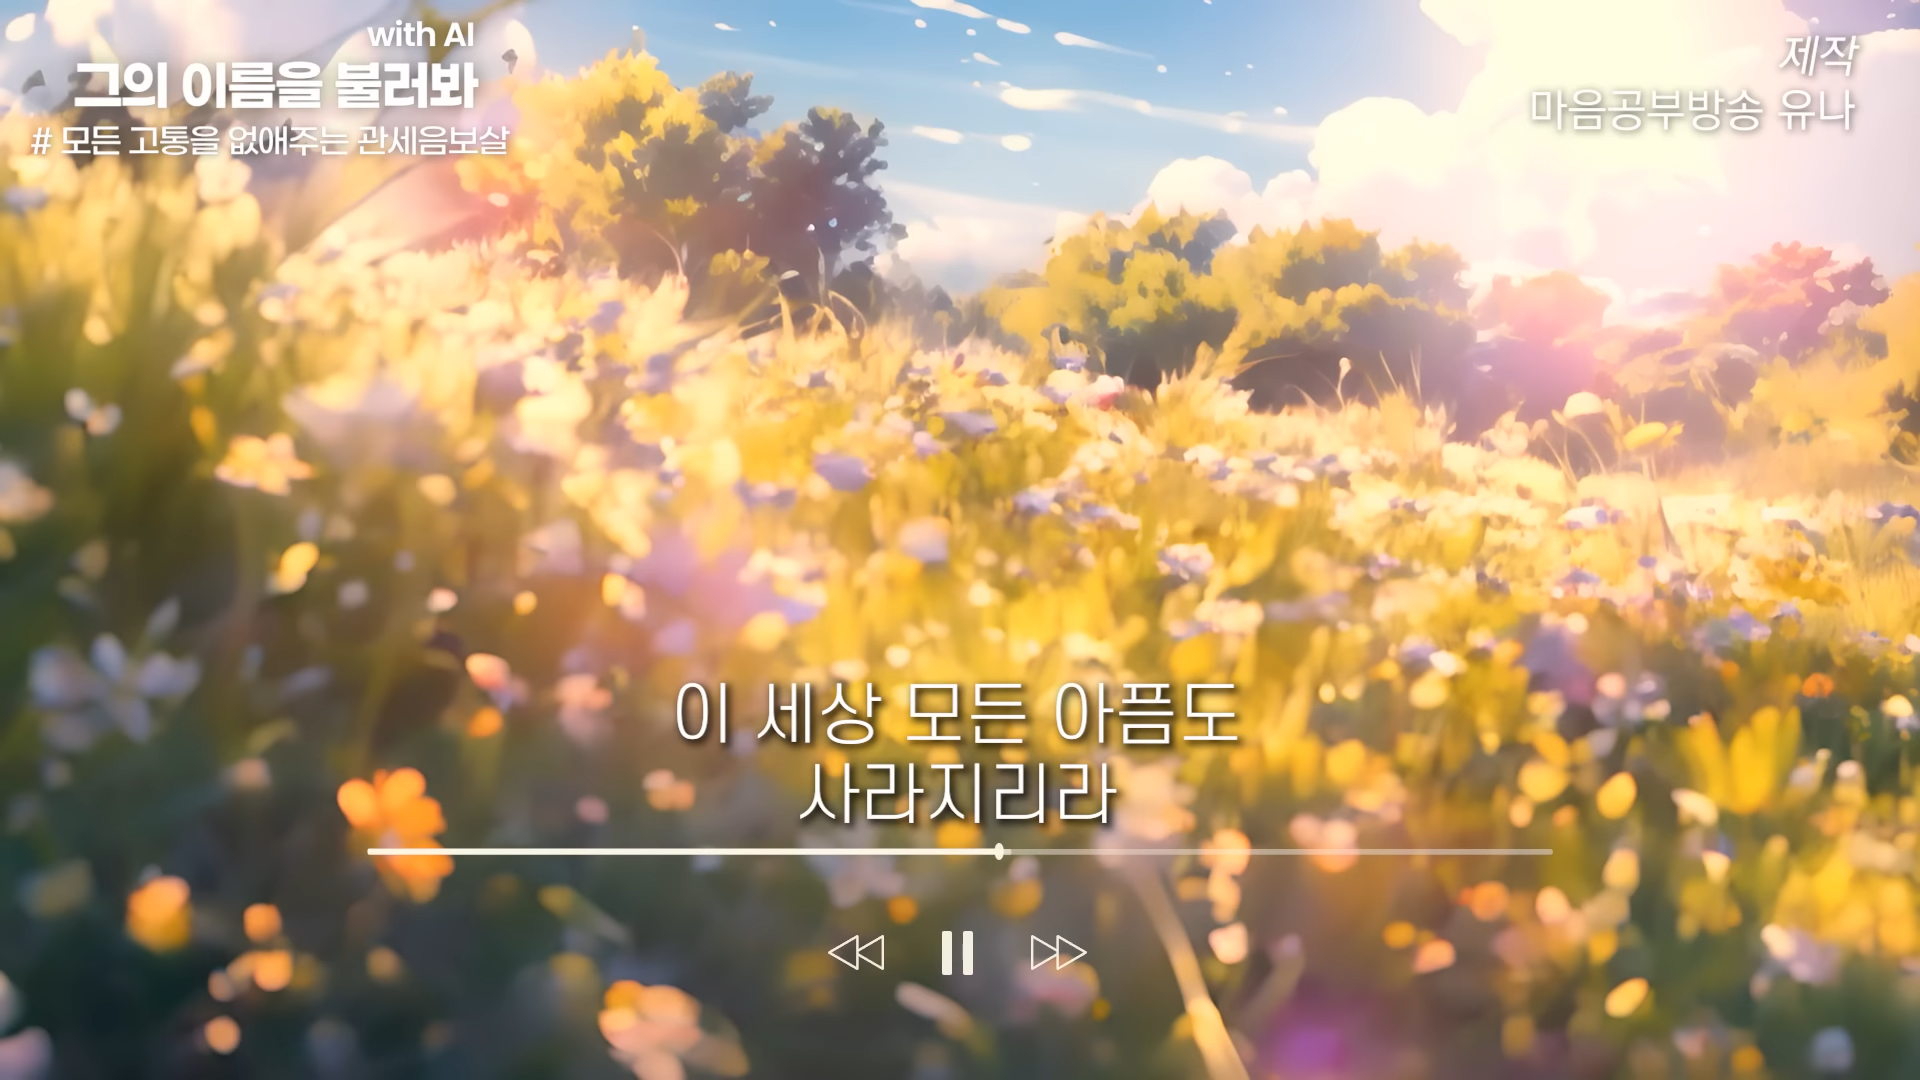 with AI
그의 이름을 불러봐
# 모든 고통을 없애주는 관세음보살
제작
마음공부방송 유나
이 세상 모든 아픔도
사라지리라